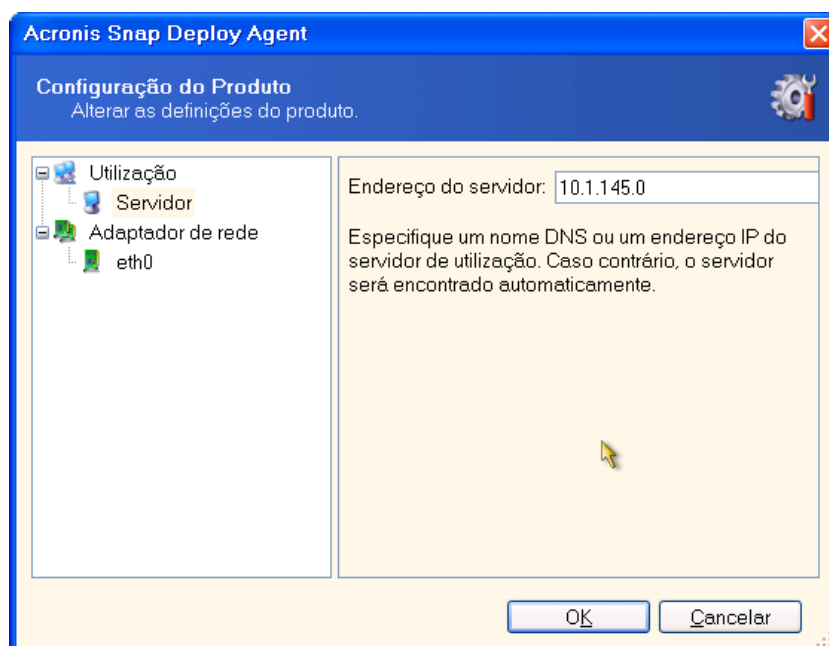 Acronis Snap Deploy Agent
Configuração do Produto
Alterar as definições do produto.
Utilização
Servidor
Adaptador de rede
eth0
Endereço do servidor: 10.1.145.0
Especifique um nome DNS ou um endereço IP do
servidor de utilização. Caso contrário, o servidor
será encontrado automaticamente.
OK
Cancelar